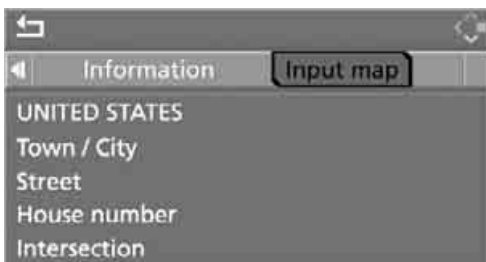 Information Input map
UNITED STATES
Town / City
Street
House number
Intersection